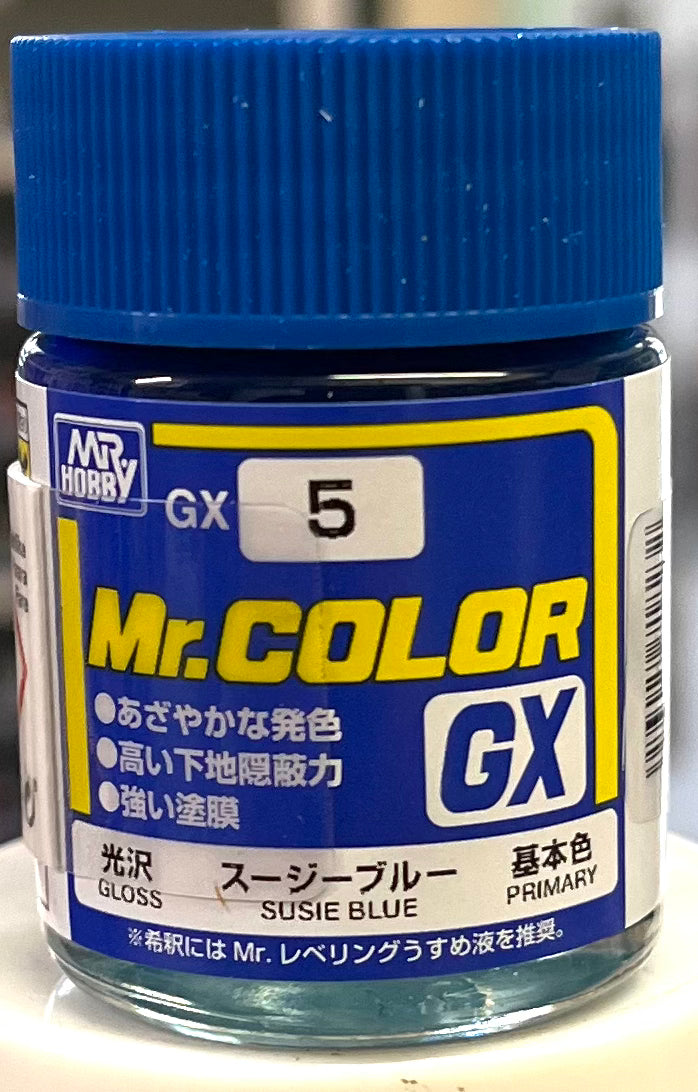 MR HOBBY
GX 5
Mr.COLOR
GX
●あざやかな発色
●高い下地隠蔽力
●強い塗膜
光沢 スージーブルー 基本色
GLOSS SUSIE BLUE PRIMARY
※希釈には Mr. レベリングうすめ液を推奨。